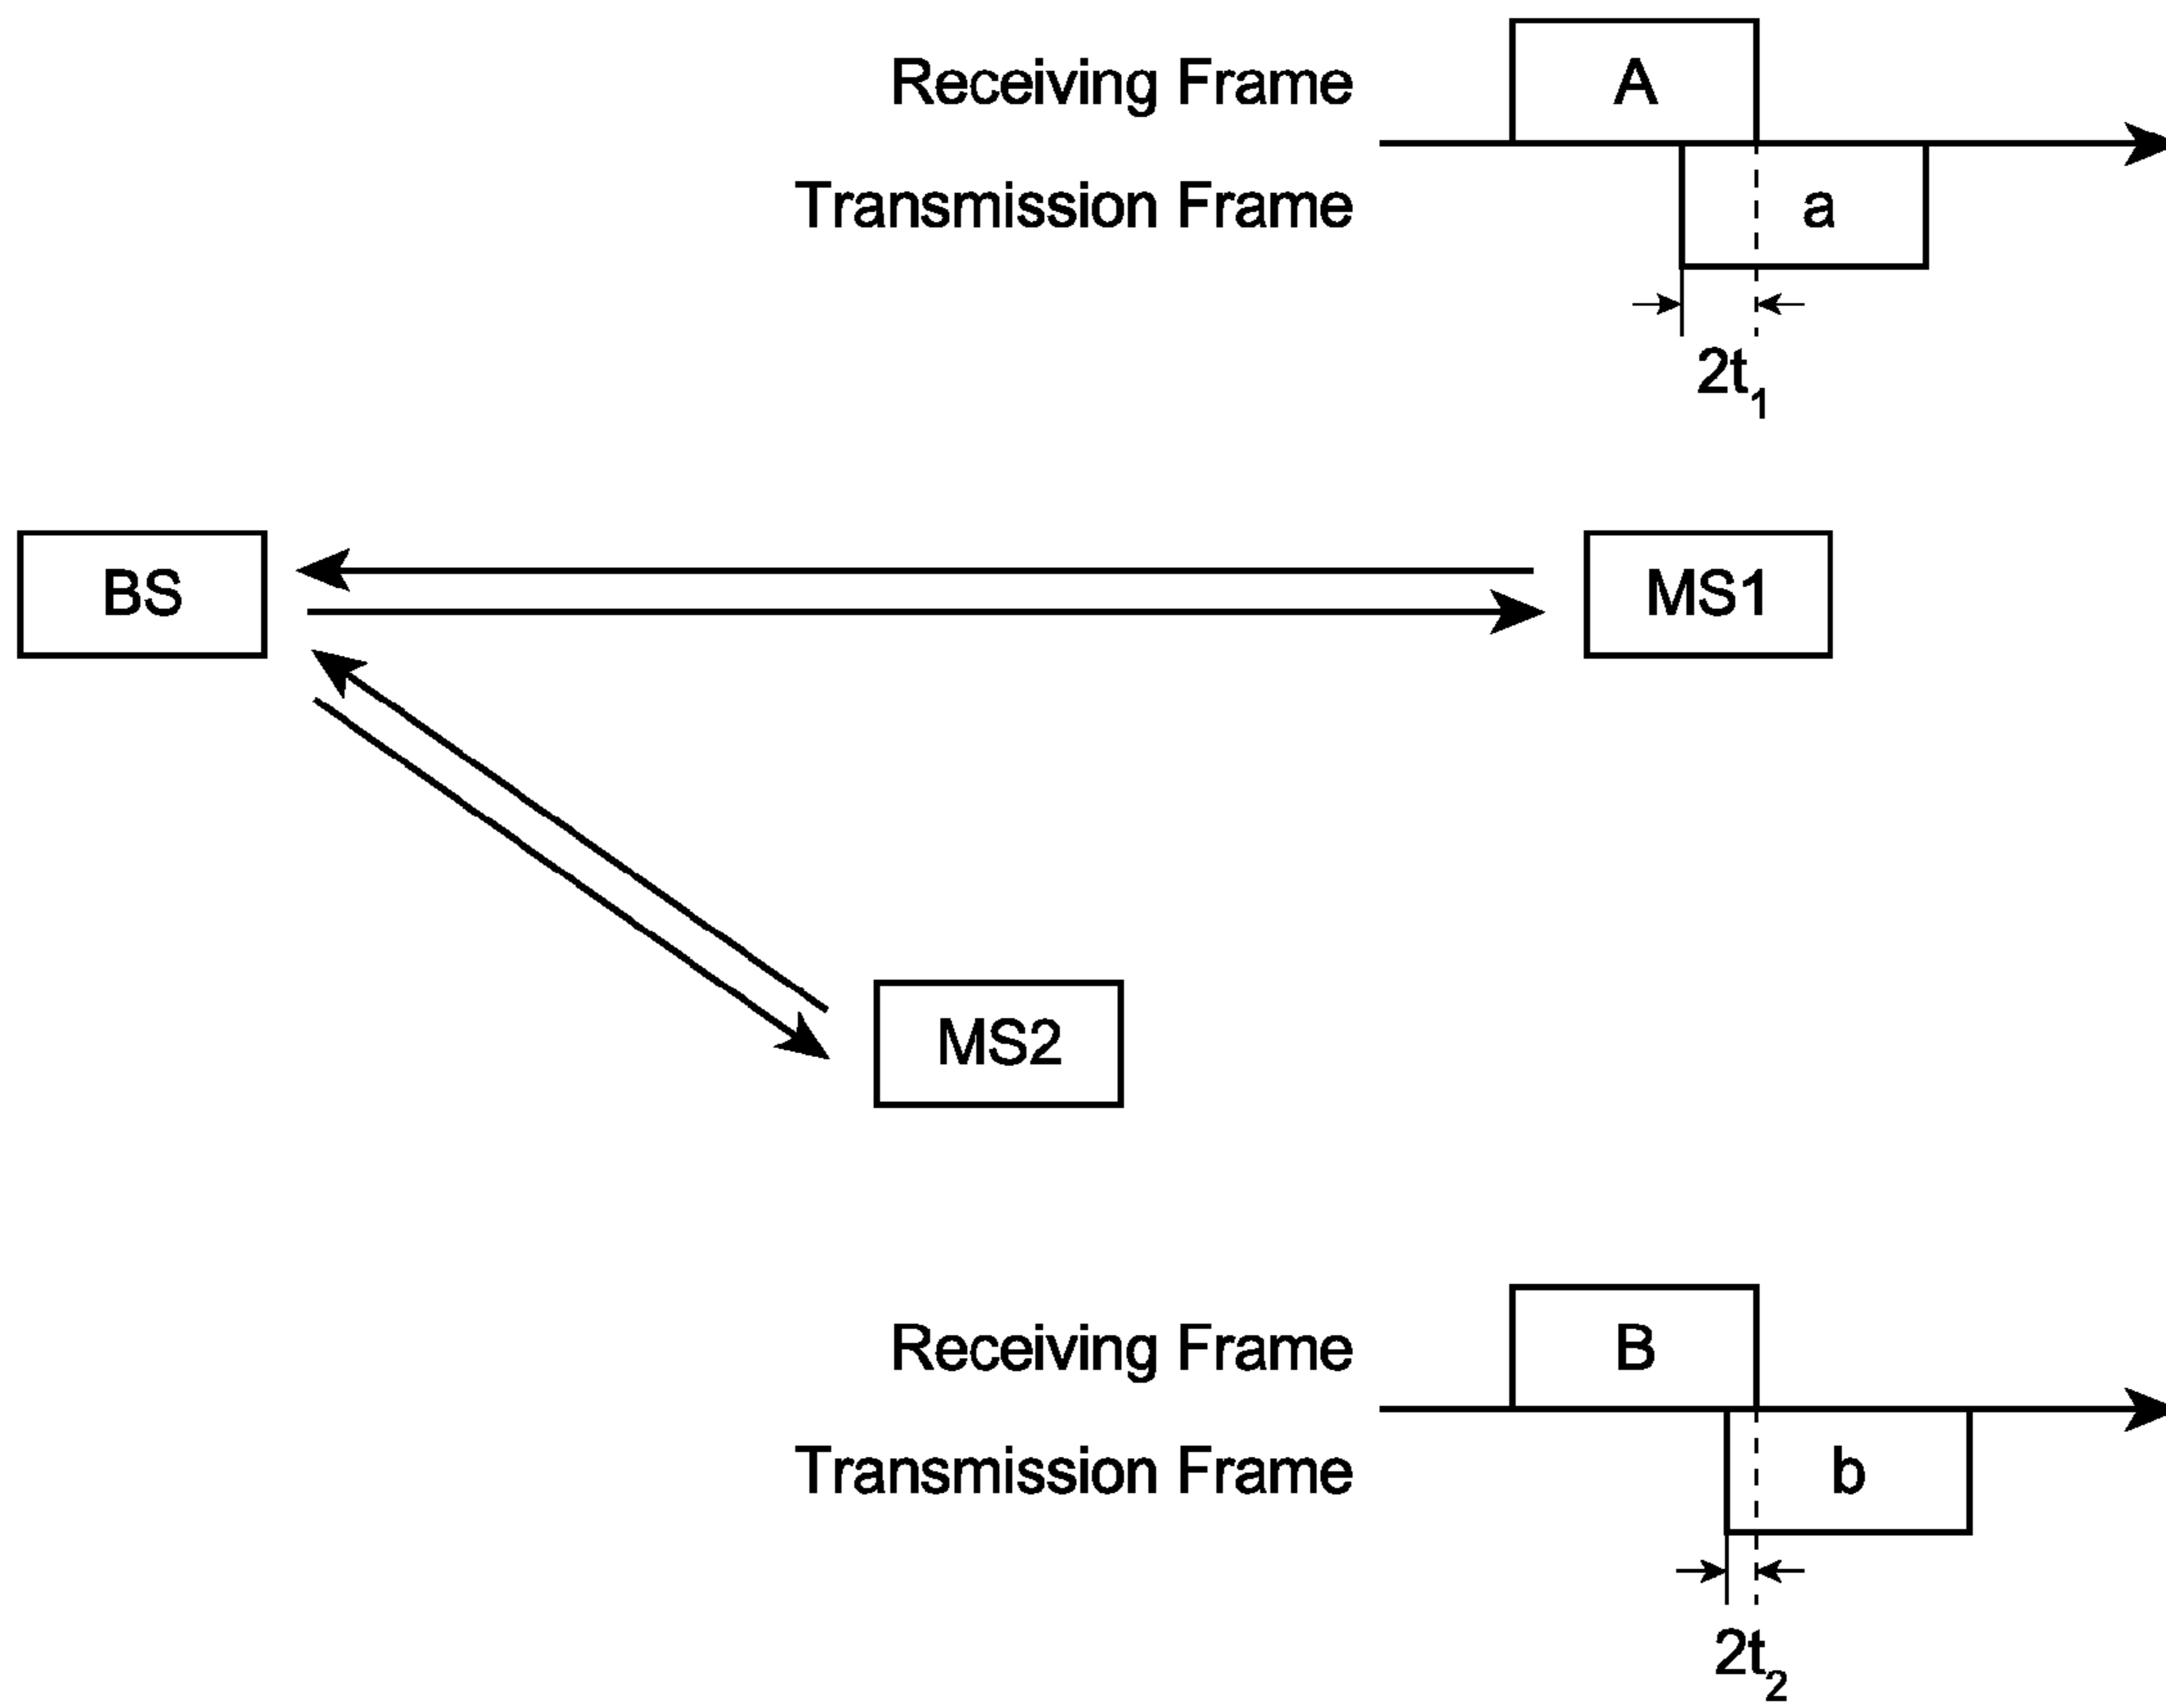 Receiving Frame
A
Transmission Frame
a
2t₁
BS
MS1
MS2
Receiving Frame
B
Transmission Frame
b
2t₂